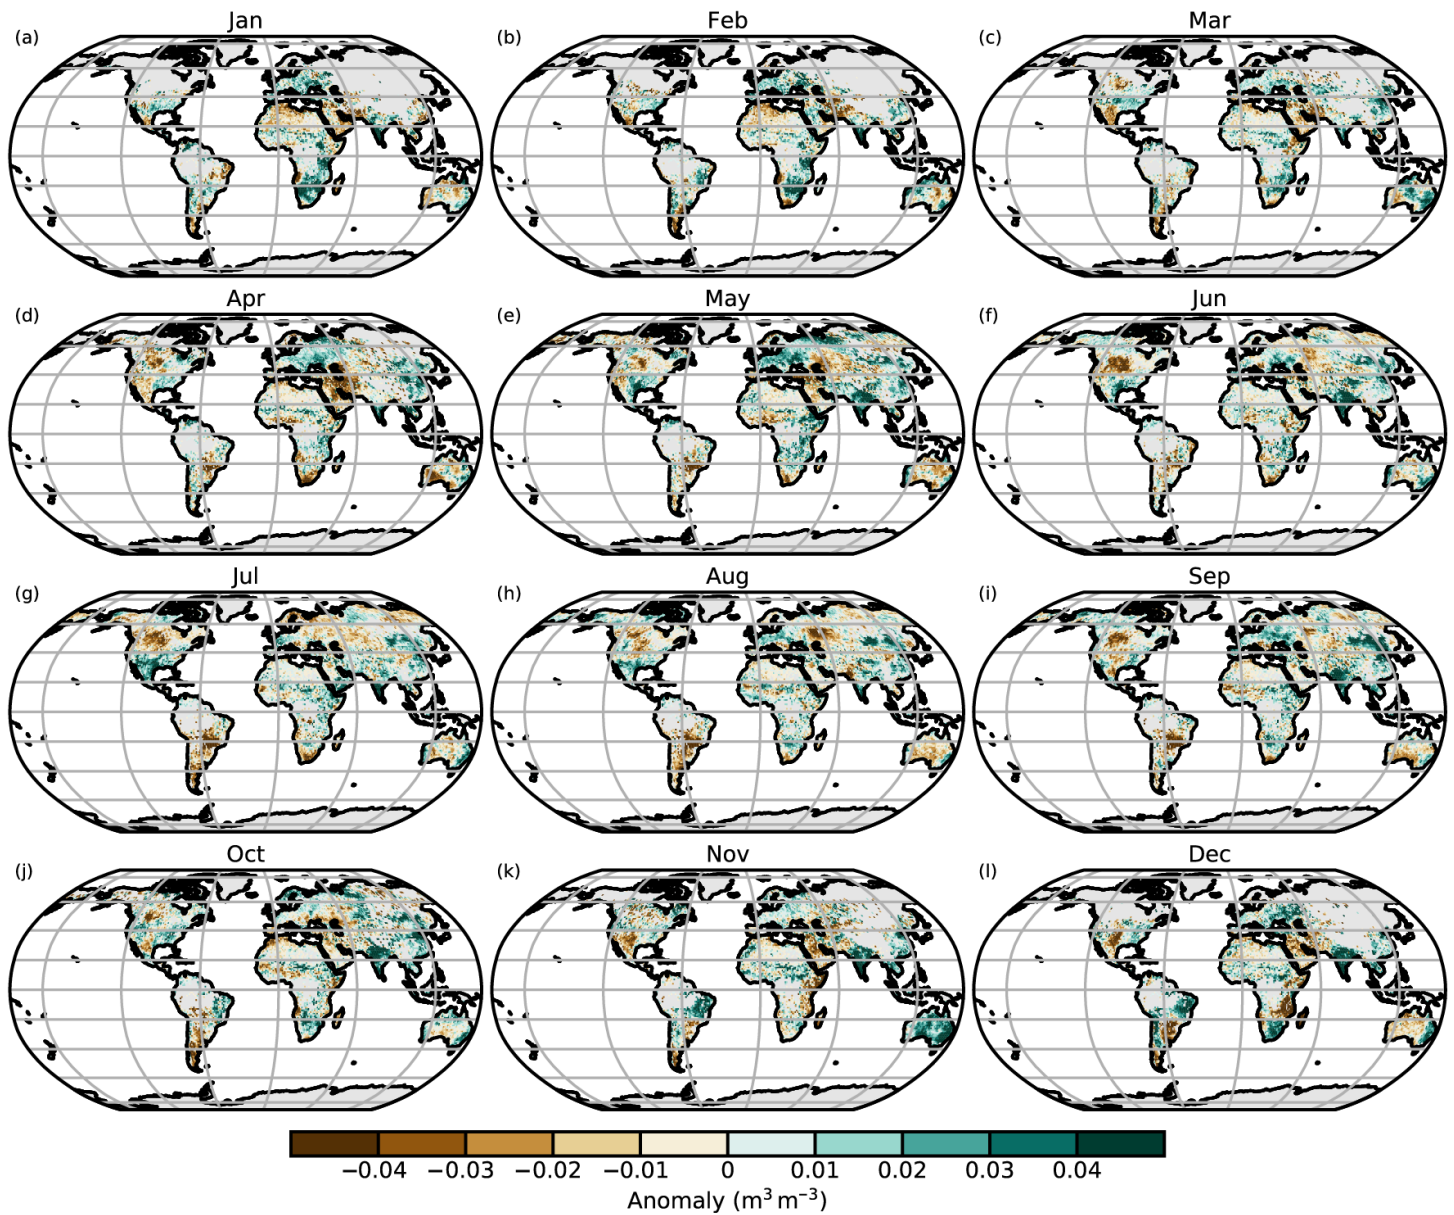 Jan
Feb
Mar
(a)
(b)
(c)
Apr
May
Jun
(d)
(e)
(f)
Jul
Aug
Sep
(g)
(h)
(i)
Oct
Nov
Dec
(j)
(k)
(l)
−0.04 −0.03 −0.02 −0.01 0 0.01 0.02 0.03 0.04
Anomaly (m³ m⁻³)